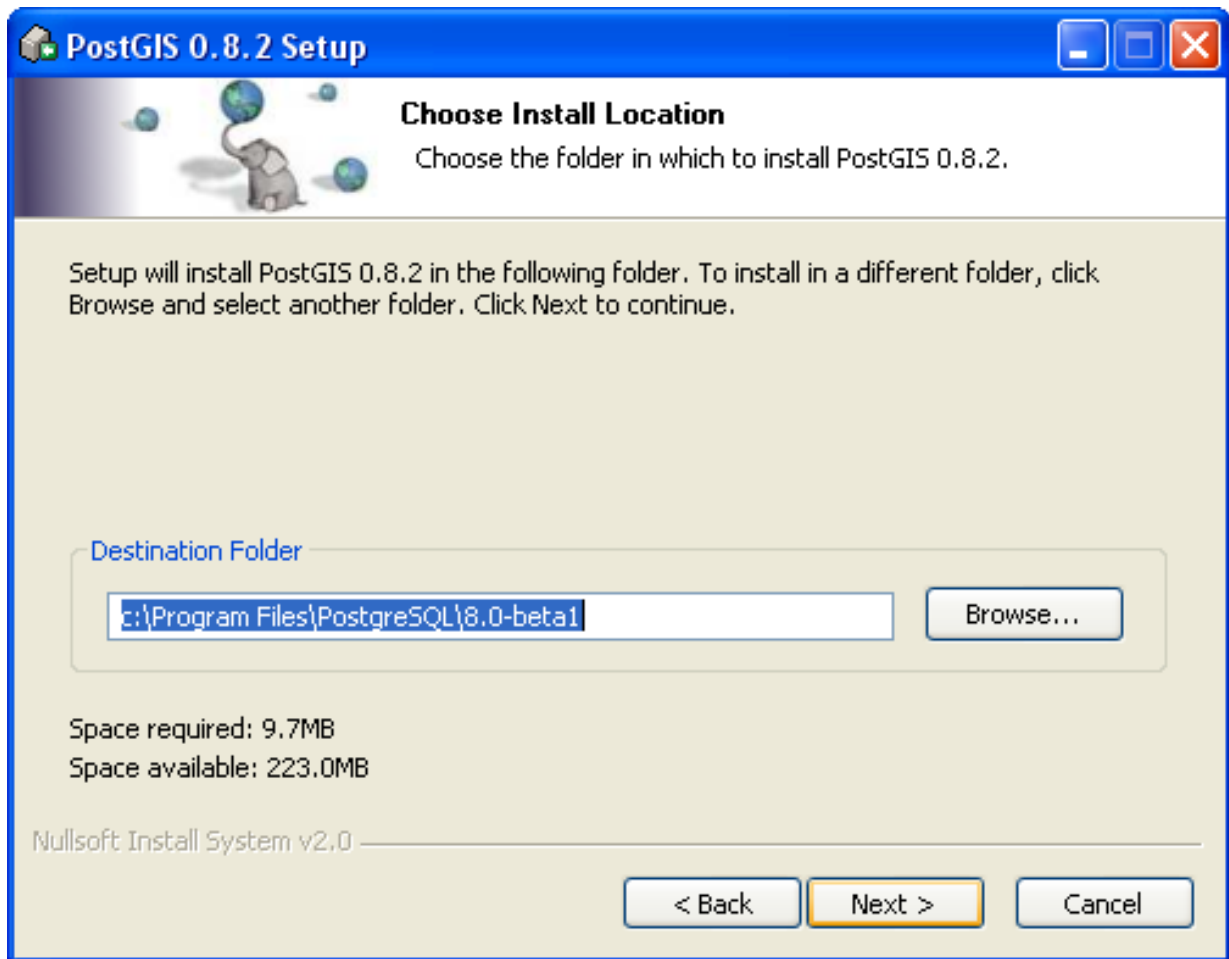 PostGIS 0.8.2 Setup
Choose Install Location
Choose the folder in which to install PostGIS 0.8.2.
Setup will install PostGIS 0.8.2 in the following folder. To install in a different folder, click
Browse and select another folder. Click Next to continue.
Destination Folder
c:\Program Files\PostgreSQL\8.0-beta1
Browse...
Space required: 9.7MB
Space available: 223.0MB
Nullsoft Install System v2.0
< Back
Next >
Cancel